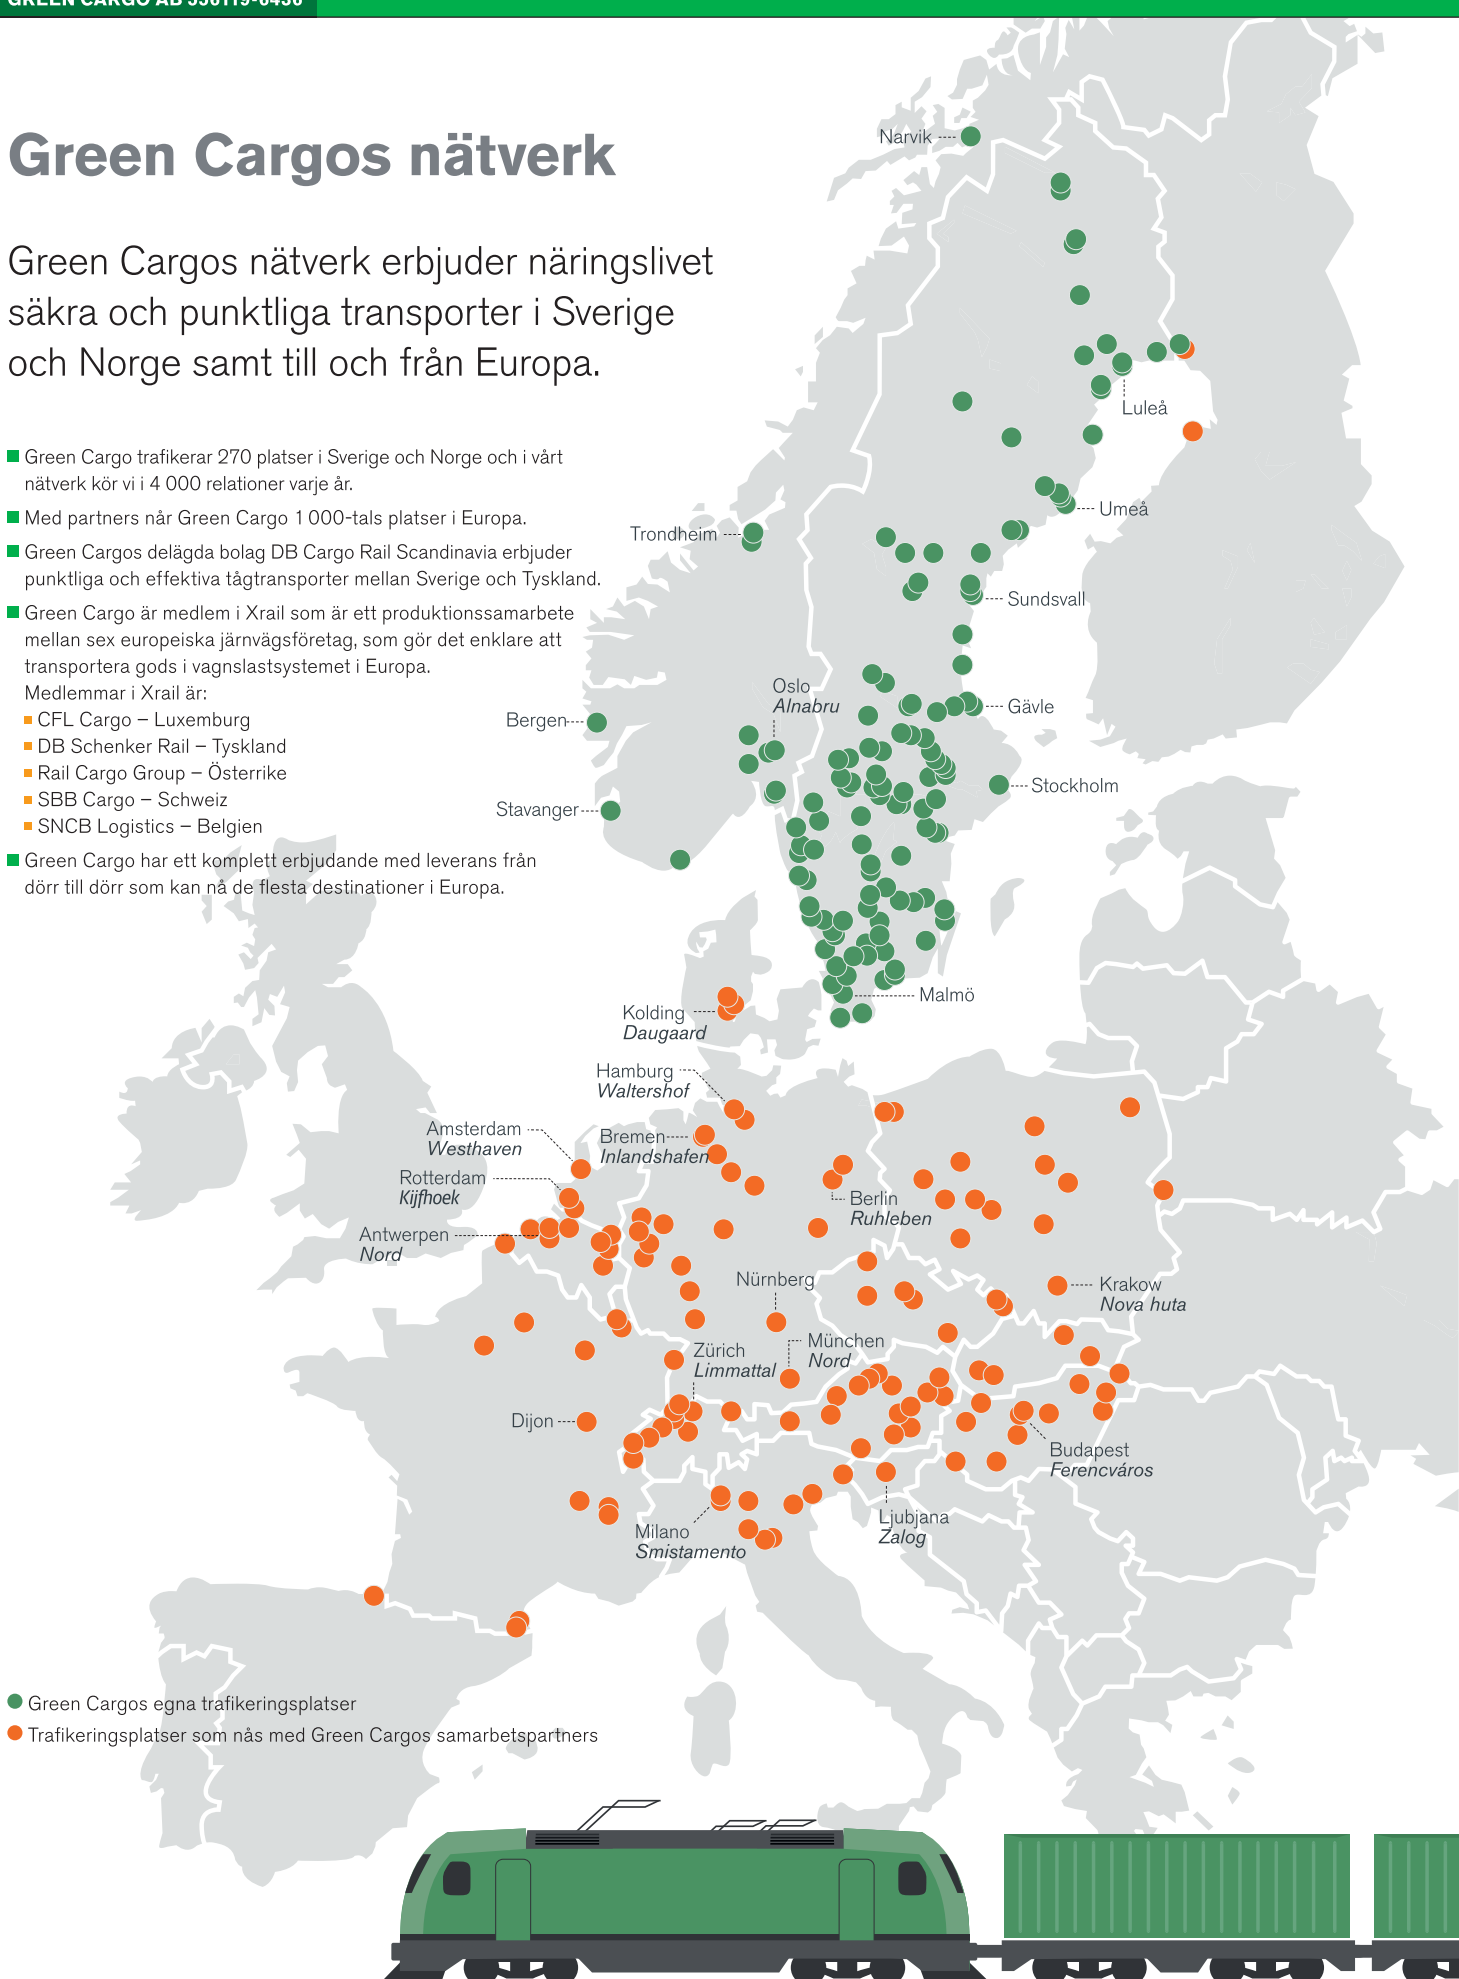 GREEN CARGO AB 556119-6436
Green Cargos nätverk
Green Cargos nätverk erbjuder näringslivet
säkra och punktliga transporter i Sverige
och Norge samt till och från Europa.
Green Cargo trafikerar 270 platser i Sverige och Norge och i vårt
nätverk kör vi i 4 000 relationer varje år.
Med partners når Green Cargo 1 000-tals platser i Europa.
Green Cargos delägda bolag DB Cargo Rail Scandinavia erbjuder
punktliga och effektiva tågtransporter mellan Sverige och Tyskland.
Green Cargo är medlem i Xrail som är ett produktionssamarbete
mellan sex europeiska järnvägsföretag, som gör det enklare att
transportera gods i vagnslastsystemet i Europa.
Medlemmar i Xrail är:
CFL Cargo – Luxemburg
DB Schenker Rail – Tyskland
Rail Cargo Group – Österrike
SBB Cargo – Schweiz
SNCB Logistics – Belgien
Green Cargo har ett komplett erbjudande med leverans från
dörr till dörr som kan nå de flesta destinationer i Europa.
Narvik
Luleå
Umeå
Trondheim
Sundsvall
Oslo
Alnabru
Gävle
Bergen
Stockholm
Stavanger
Malmö
Kolding
Daugaard
Hamburg
Waltershof
Amsterdam
Westhaven
Bremen
Inlandshafen
Rotterdam
Kijfhoek
Berlin
Ruhleben
Antwerpen
Nord
Nürnberg
Krakow
Nova huta
München
Nord
Zürich
Limmattal
Dijon
Budapest
Ferencváros
Ljubjana
Zalog
Milano
Smistamento
Green Cargos egna trafikeringsplatser
Trafikeringsplatser som nås med Green Cargos samarbetspartners